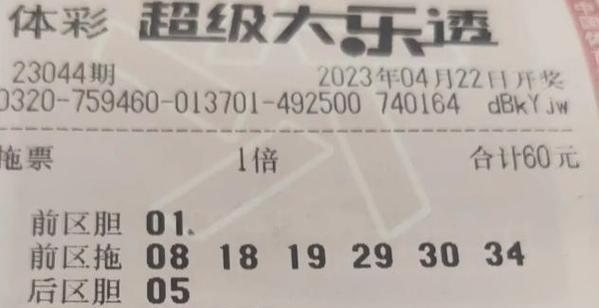 体彩 超级大乐透
23044期 2023年04月22日开奖
0320-759460-013701-492500 740164 dBkYjw
拖票 1倍 合计60元
前区胆 01
前区拖 08 18 19 29 30 34
后区胆 05